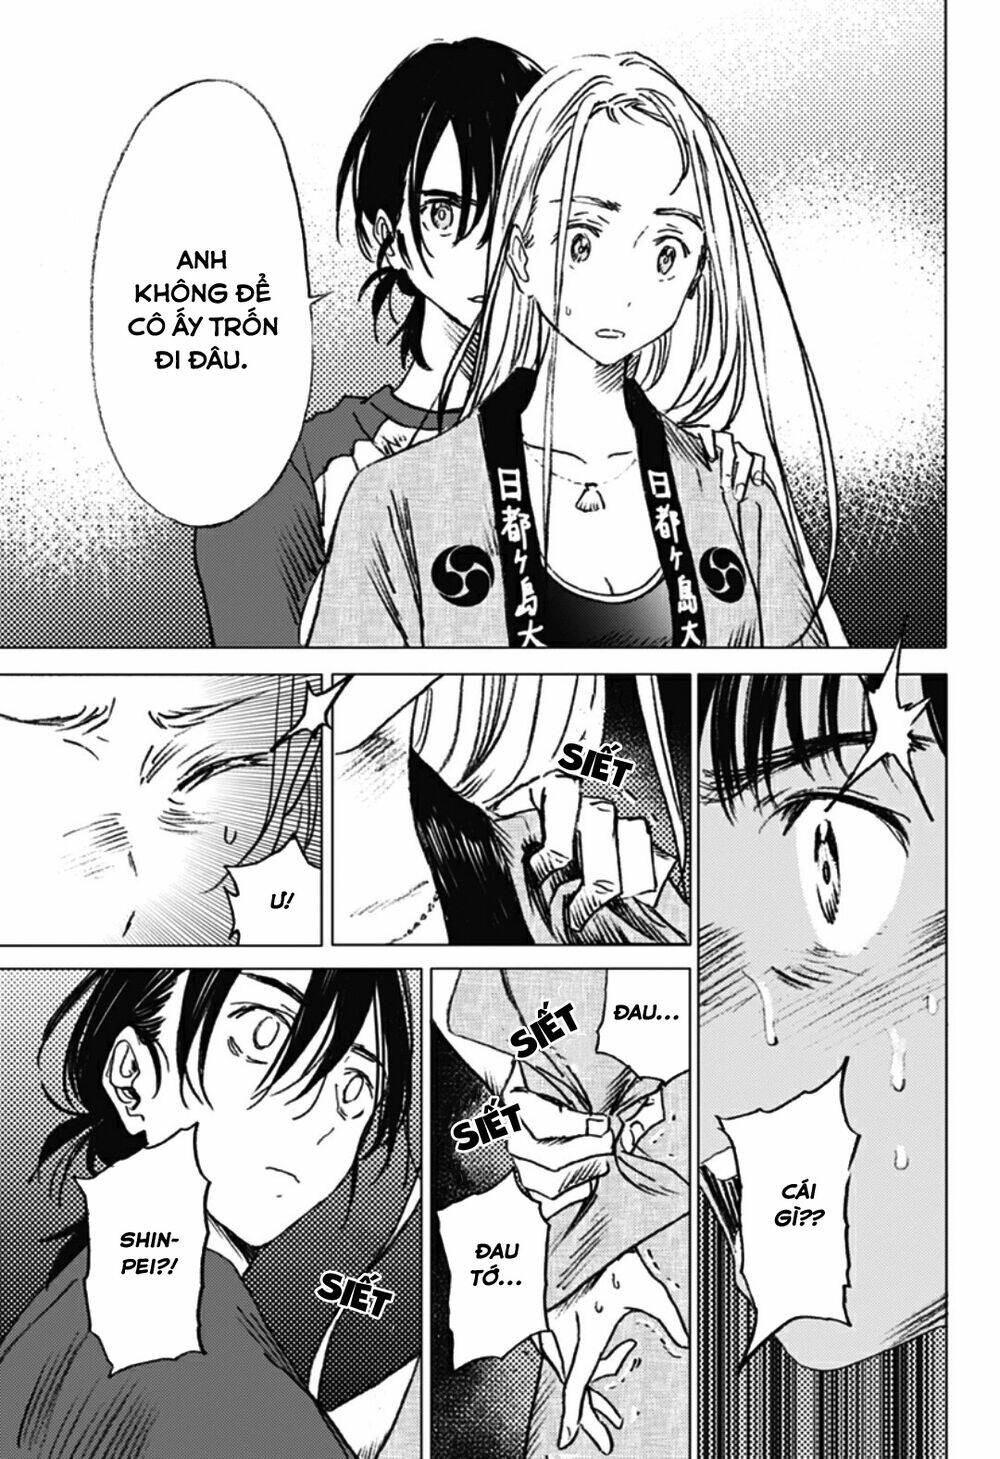 ANH
KHÔNG ĐỂ
CÔ ẤY TRỐN
ĐI ĐÂU.
日都ヶ島大
日都ヶ島大
CÁI
GÌ??
SIẾT
Ư!
ĐAU...
SIẾT
SIẾT
ĐAU
TỚ...
SHIN-
PEI?!
SIẾT